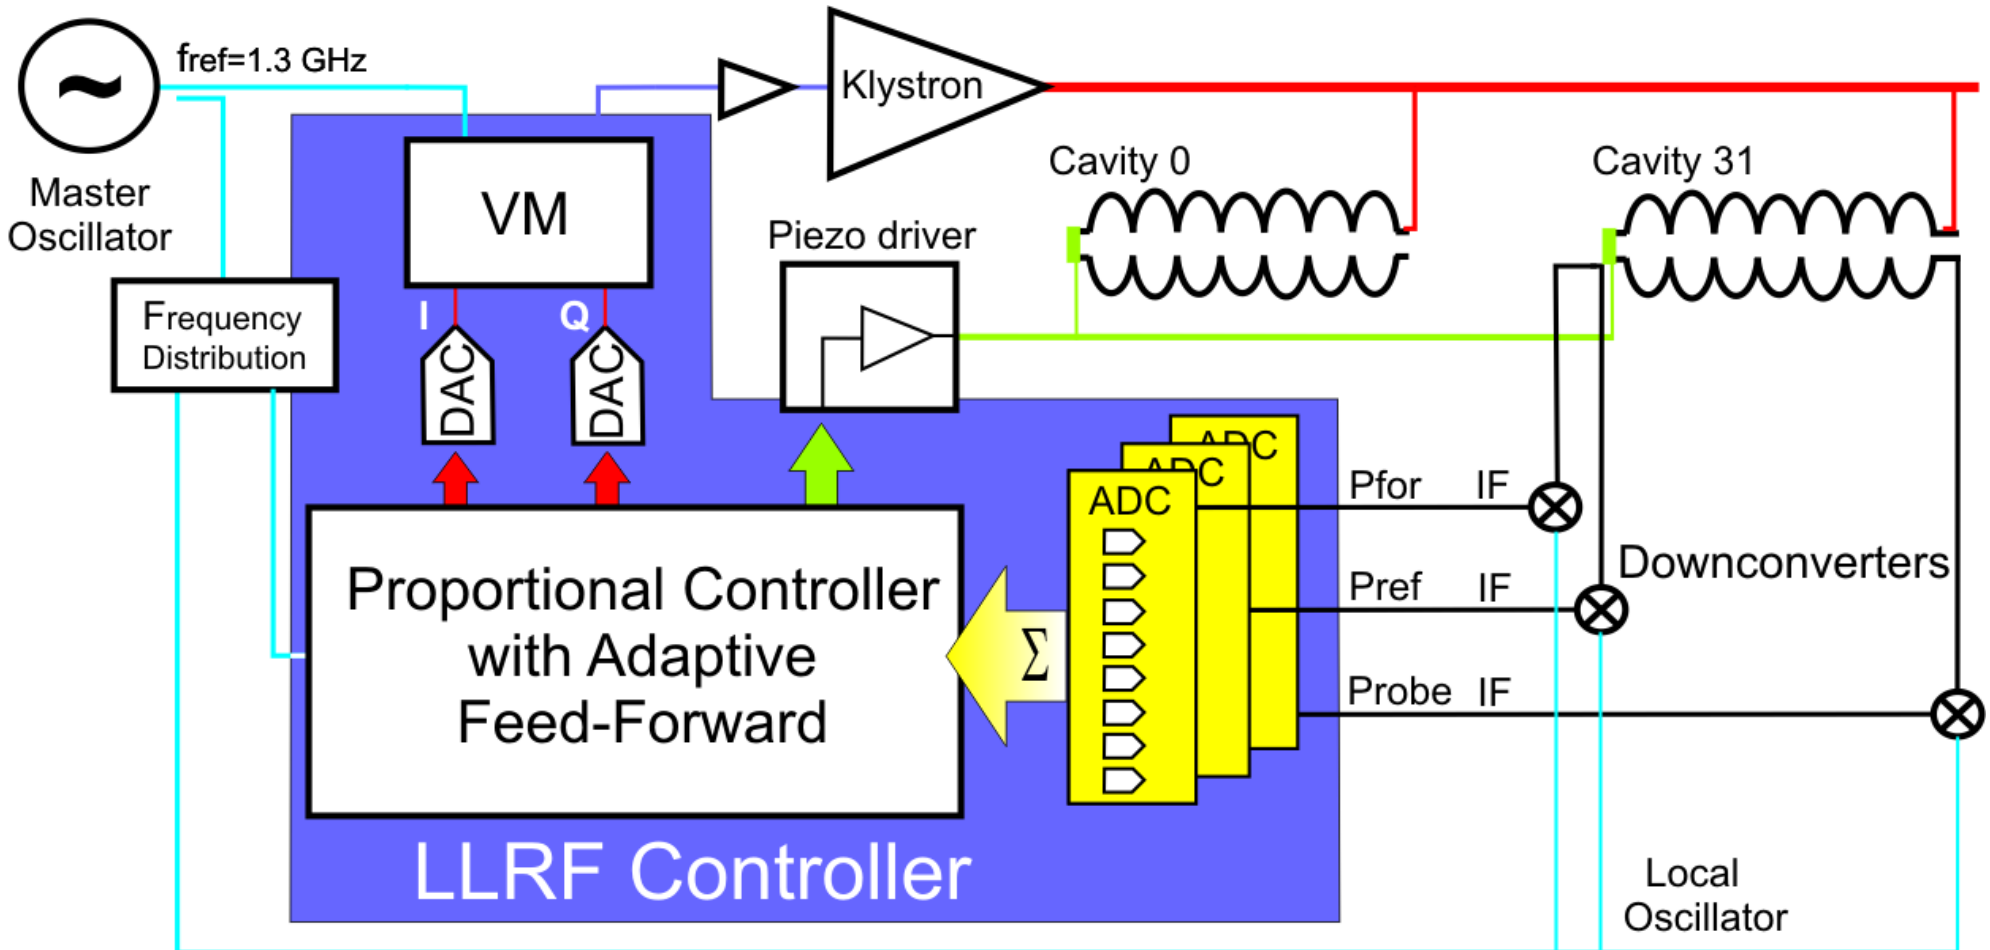 fref=1.3 GHz
Master
Oscillator
Frequency
Distribution
VM
I
Q
DAC
DAC
Klystron
Piezo driver
Cavity 0
Cavity 31
ADC
ADC
ADC
Pfor IF
Pref IF
Probe IF
Downconverters
Σ
Proportional Controller
with Adaptive
Feed-Forward
LLRF Controller
Local
Oscillator